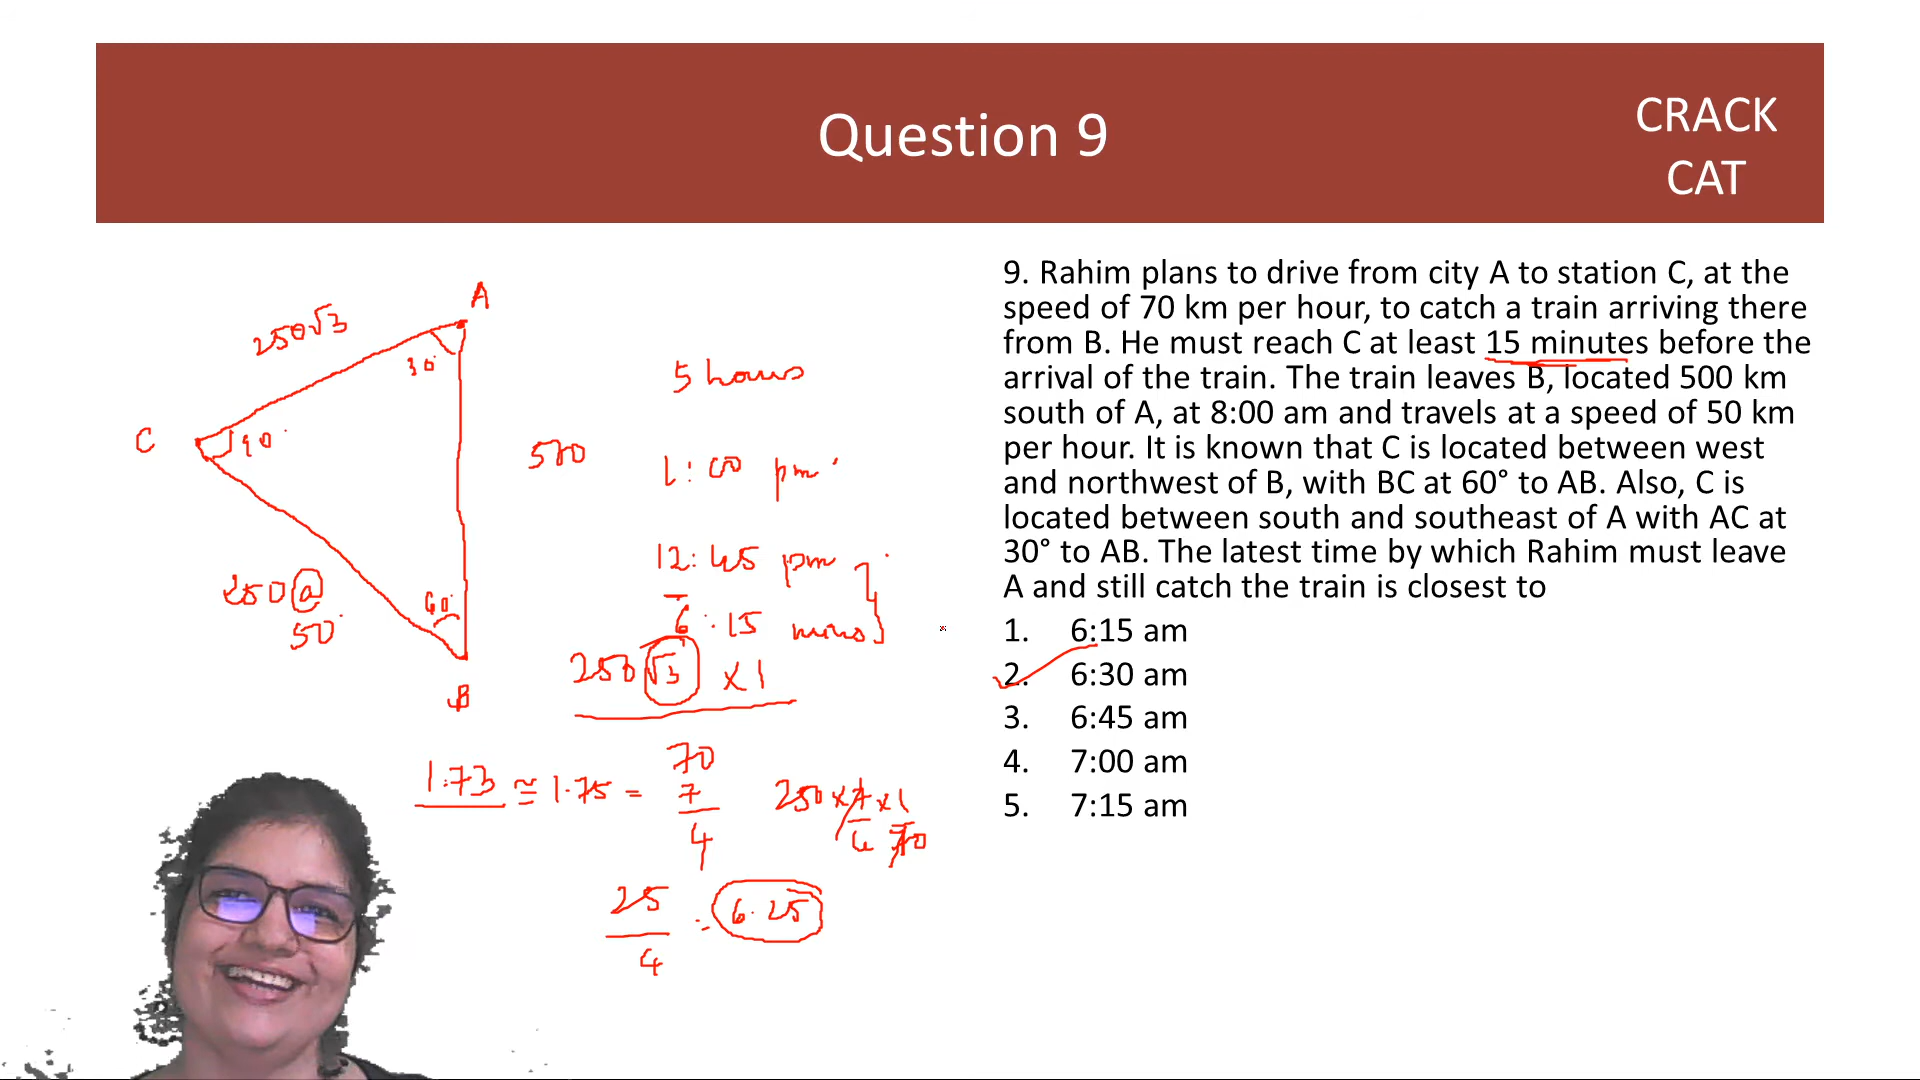 Question 9
CRACK
CAT
9. Rahim plans to drive from city A to station C, at the
speed of 70 km per hour, to catch a train arriving there
from B. He must reach C at least 15 minutes before the
arrival of the train. The train leaves B, located 500 km
south of A, at 8:00 am and travels at a speed of 50 km
per hour. It is known that C is located between west
and northwest of B, with BC at 60° to AB. Also, C is
located between south and southeast of A with AC at
30° to AB. The latest time by which Rahim must leave
A and still catch the train is closest to
1. 6:15 am
2. 6:30 am
3. 6:45 am
4. 7:00 am
5. 7:15 am
A
250√3
30°
C
90°
500
250 @
50
60°
B
5 hours
1:00 pm
12:45 pm
6:15 mins
250 √3 x 1
70
1.73 ≅ 1.75 = 7
4
250 x 7 x 1
4 70
25
4
= 6.25